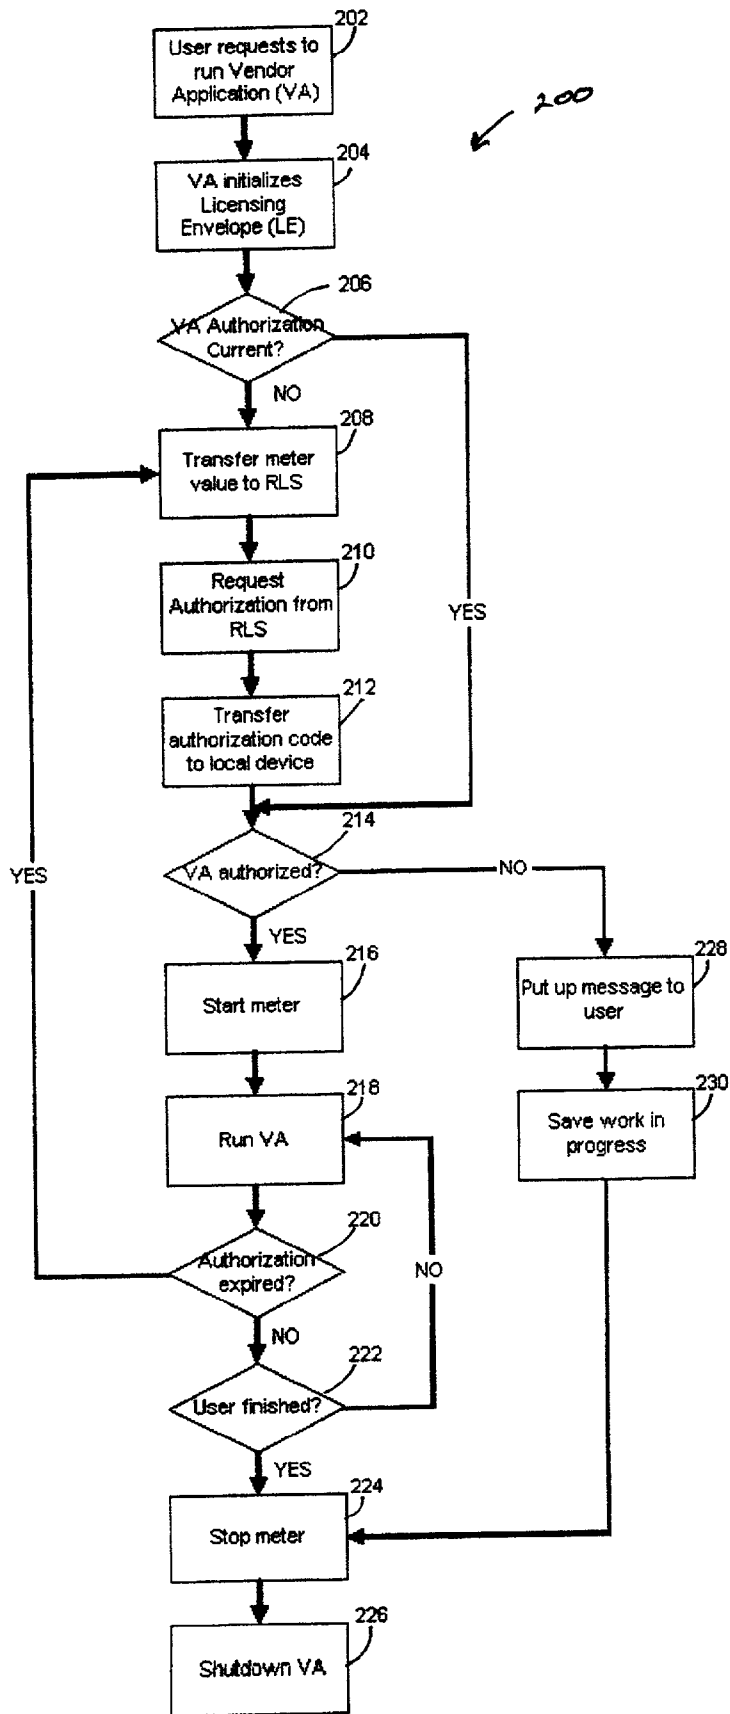 202
User requests to
run Vendor
Application (VA)
200
204
VA initializes
Licensing
Envelope (LE)
206
VA Authorization
Current?
NO
208
Transfer meter
value to RLS
210
Request
Authorization from
RLS
YES
212
Transfer
authorization code
to local device
214
VA authorized?
NO
YES
YES
216
Start meter
228
Put up message to
user
218
Run VA
230
Save work in
progress
220
Authorization
expired?
NO
NO
222
User finished?
YES
224
Stop meter
226
Shutdown VA